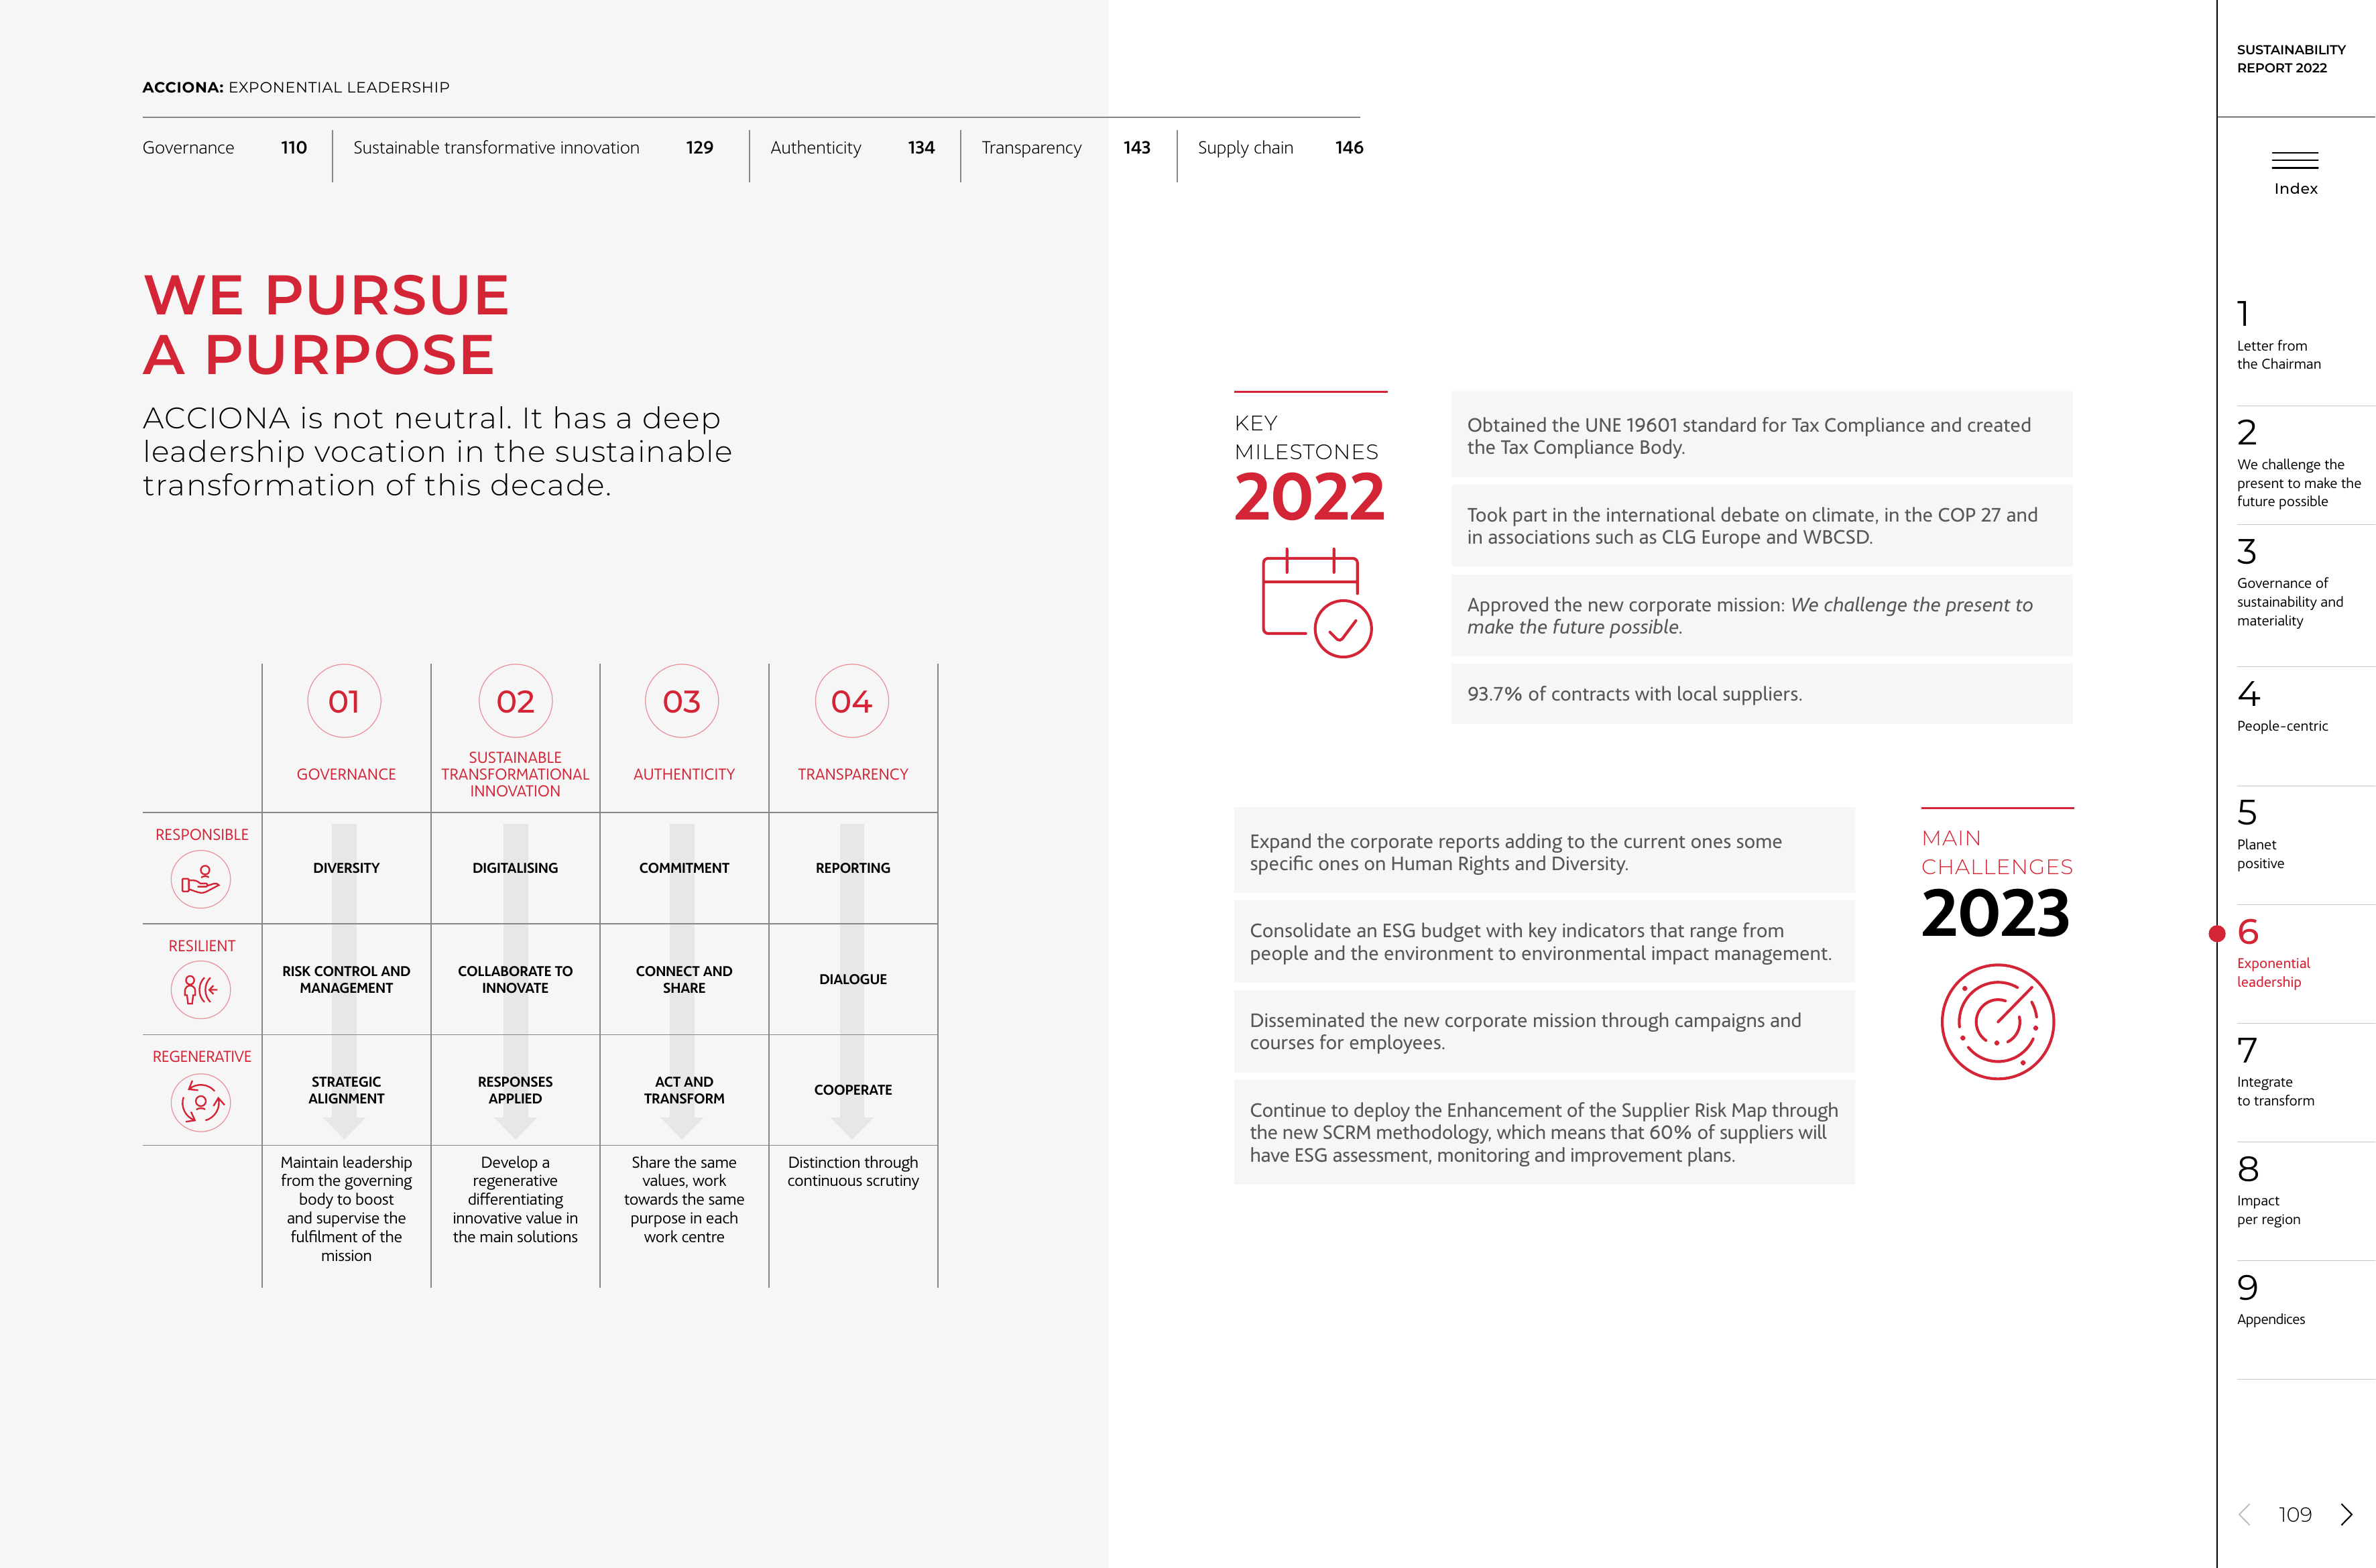 ACCIONA: EXPONENTIAL LEADERSHIP
Governance 110
Sustainable transformative innovation 129
Authenticity 134
Transparency 143
Supply chain 146
WE PURSUE
A PURPOSE
ACCIONA is not neutral. It has a deep
leadership vocation in the sustainable
transformation of this decade.
01
GOVERNANCE
02
SUSTAINABLE
TRANSFORMATIONAL
INNOVATION
03
AUTHENTICITY
04
TRANSPARENCY
RESPONSIBLE
DIVERSITY
DIGITALISING
COMMITMENT
REPORTING
RESILIENT
RISK CONTROL AND
MANAGEMENT
COLLABORATE TO
INNOVATE
CONNECT AND
SHARE
DIALOGUE
REGENERATIVE
STRATEGIC
ALIGNMENT
RESPONSES
APPLIED
ACT AND
TRANSFORM
COOPERATE
Maintain leadership
from the governing
body to boost
and supervise the
fulfilment of the
mission
Develop a
regenerative
differentiating
innovative value in
the main solutions
Share the same
values, work
towards the same
purpose in each
work centre
Distinction through
continuous scrutiny
KEY
MILESTONES
2022
Obtained the UNE 19601 standard for Tax Compliance and created
the Tax Compliance Body.
Took part in the international debate on climate, in the COP 27 and
in associations such as CLG Europe and WBCSD.
Approved the new corporate mission: We challenge the present to
make the future possible.
93.7% of contracts with local suppliers.
MAIN
CHALLENGES
2023
Expand the corporate reports adding to the current ones some
specific ones on Human Rights and Diversity.
Consolidate an ESG budget with key indicators that range from
people and the environment to environmental impact management.
Disseminated the new corporate mission through campaigns and
courses for employees.
Continue to deploy the Enhancement of the Supplier Risk Map through
the new SCRM methodology, which means that 60% of suppliers will
have ESG assessment, monitoring and improvement plans.
SUSTAINABILITY
REPORT 2022
Index
1
Letter from
the Chairman
2
We challenge the
present to make the
future possible
3
Governance of
sustainability and
materiality
4
People-centric
5
Planet
positive
6
Exponential
leadership
7
Integrate
to transform
8
Impact
per region
9
Appendices
109